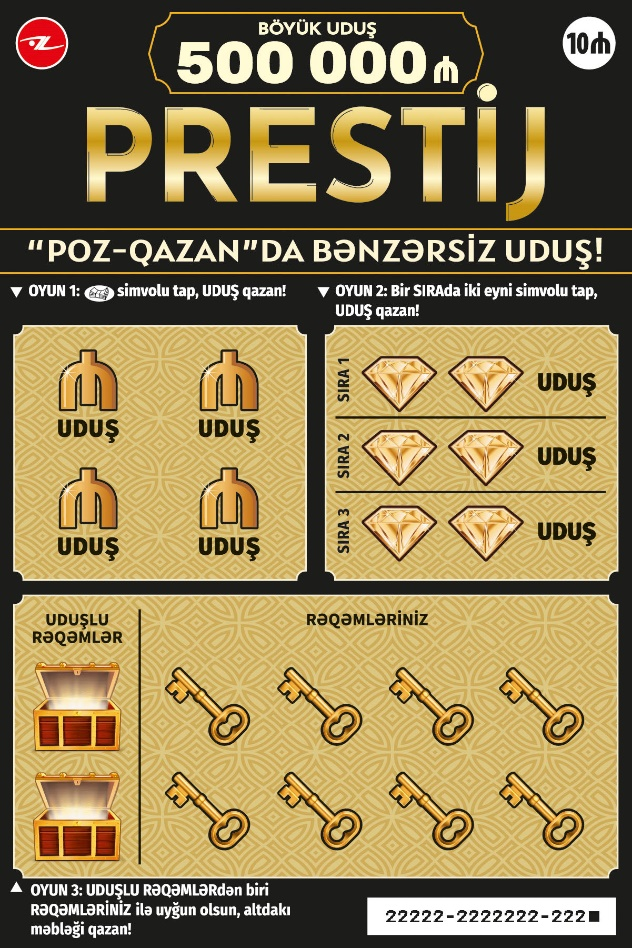 BÖYÜK UDUŞ
500 000 ₼
10₼
PRESTİJ
“POZ-QAZAN”DA BƏNZƏRSİZ UDUŞ!
▼ OYUN 1: simvolu tap, UDUŞ qazan!
▼ OYUN 2: Bir SIRAda iki eyni simvolu tap,
UDUŞ qazan!
₼ ₼
UDUŞ UDUŞ
₼ ₼
UDUŞ UDUŞ
SIRA 1 UDUŞ
SIRA 2 UDUŞ
SIRA 3 UDUŞ
UDUŞLU
RƏQƏMLƏR
RƏQƏMLƏRİNİZ
▲ OYUN 3: UDUŞLU RƏQƏMLƏRdən biri
RƏQƏMLƏRİNİZ ilə uyğun olsun, altdakı
məbləği qazan!
22222-2222222-222■